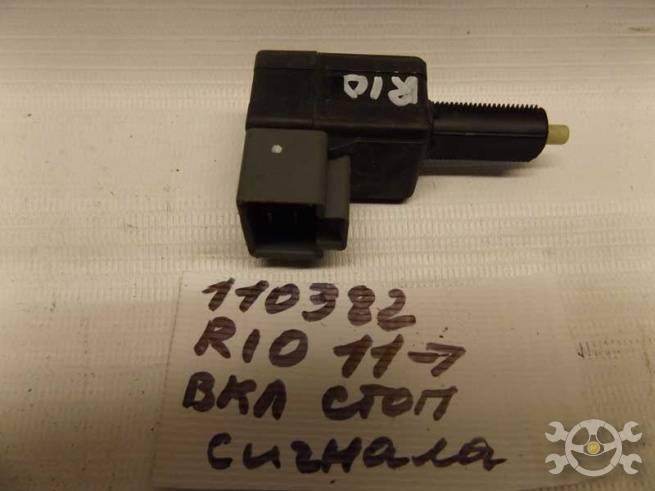 RIO
110382
RIO 11→
ВКЛ СТОП
сигнала